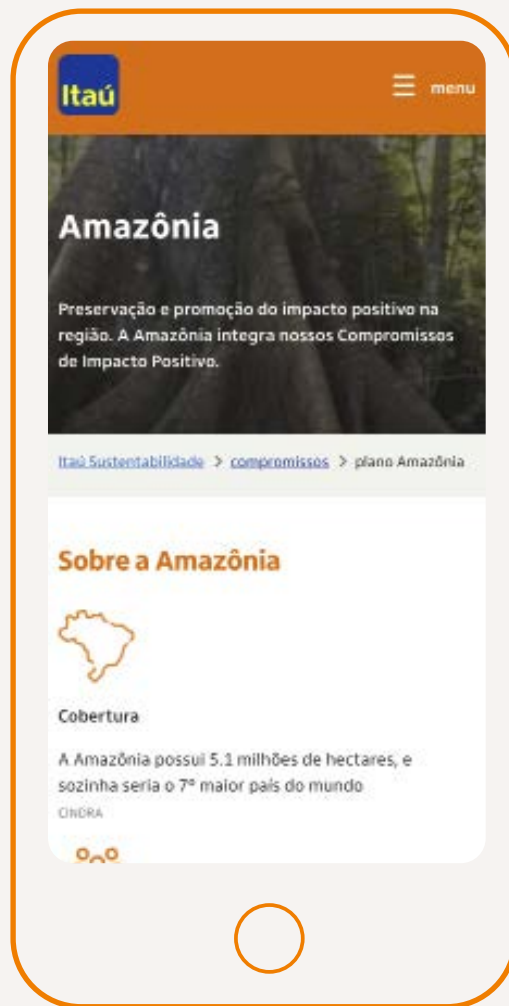 Itaú
menu
Amazônia
Preservação e promoção do impacto positivo na
região. A Amazônia integra nossos Compromissos
de Impacto Positivo.
Itaú Sustentabilidade > compromissos > plano Amazônia
Sobre a Amazônia
Cobertura
A Amazônia possui 5.1 milhões de hectares, e
sozinha seria o 7º maior país do mundo
CINDRA